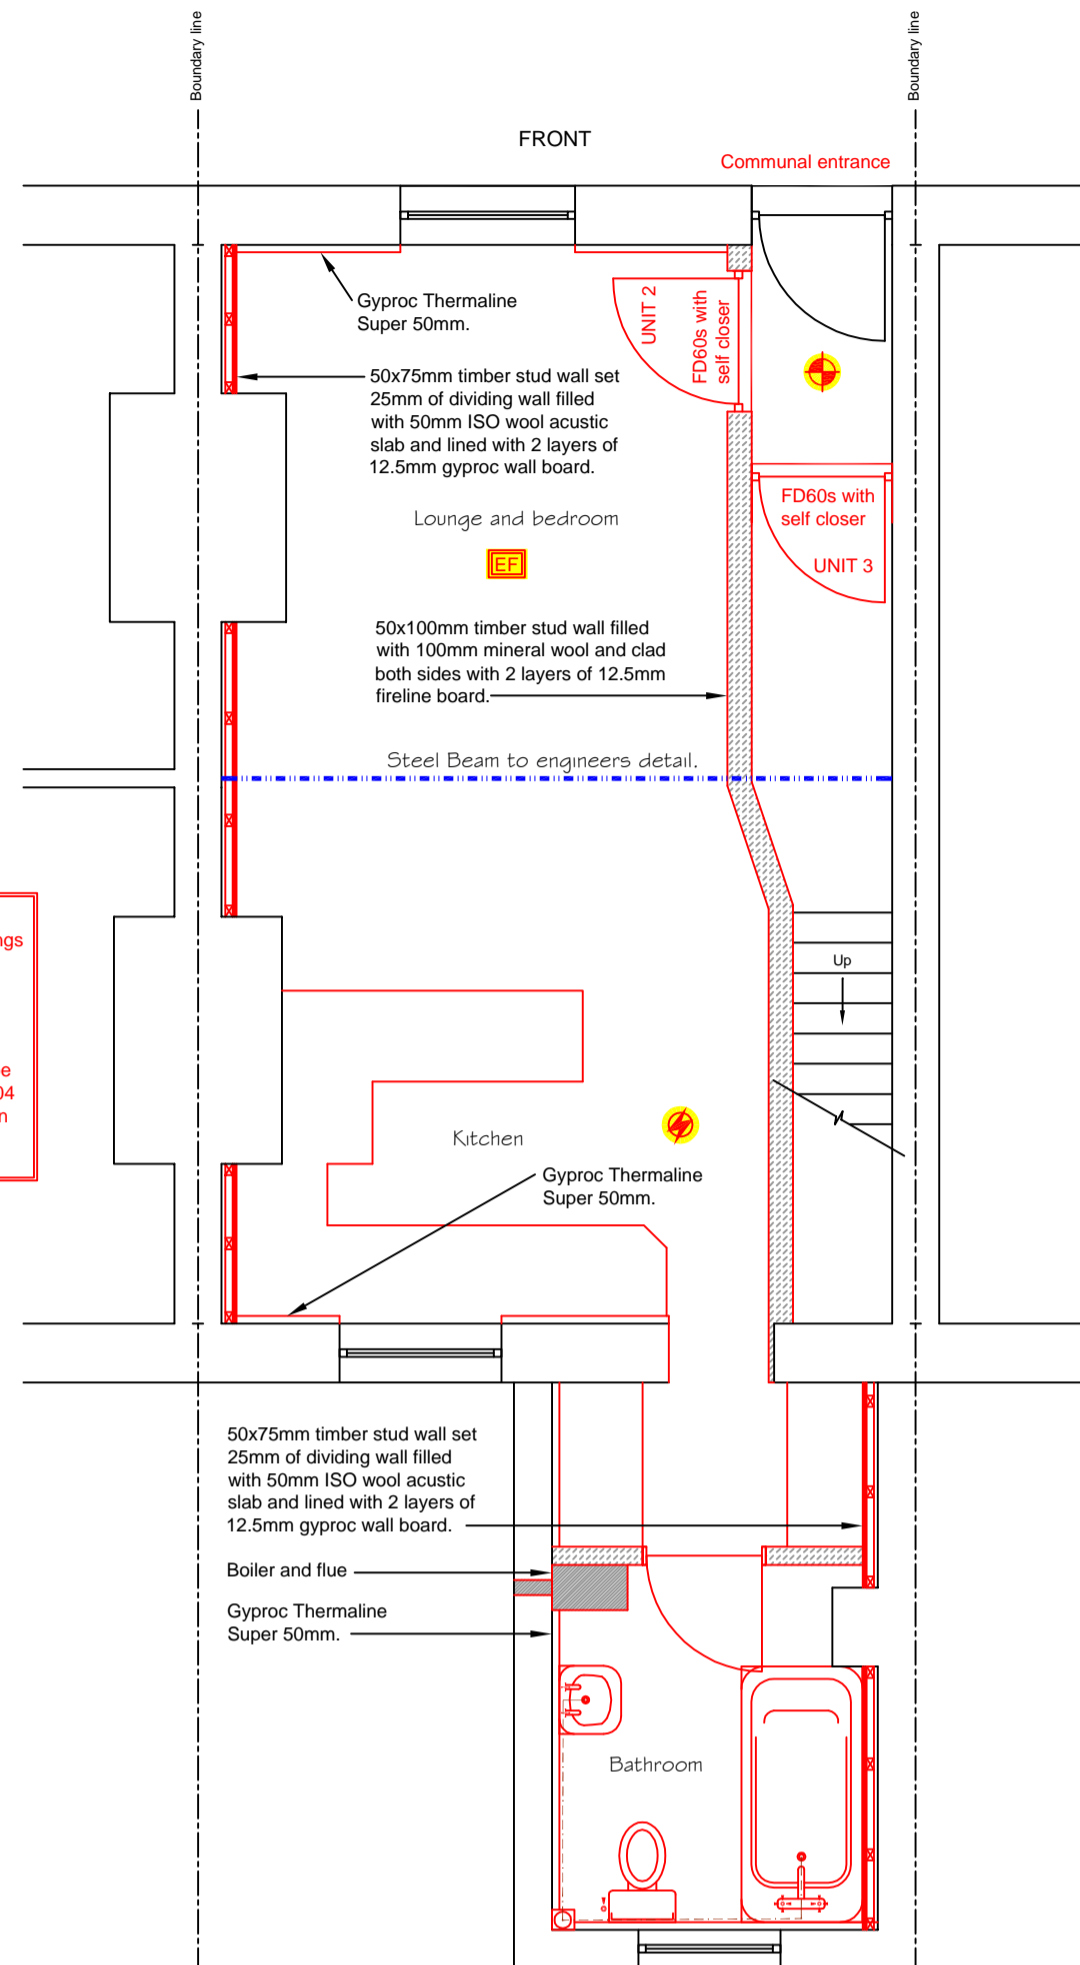 Boundary line
Boundary line
FRONT
Communal entrance
Gyproc Thermaline
Super 50mm.
UNIT 2
FD60s with
self closer
50x75mm timber stud wall set
25mm of dividing wall filled
with 50mm ISO wool acustic
slab and lined with 2 layers of
12.5mm gyproc wall board.
FD60s with
self closer
UNIT 3
Lounge and bedroom
EF
50x100mm timber stud wall filled
with 100mm mineral wool and clad
both sides with 2 layers of 12.5mm
fireline board.
Steel Beam to engineers detail.
ngs
e
04
n
Up
Kitchen
Gyproc Thermaline
Super 50mm.
50x75mm timber stud wall set
25mm of dividing wall filled
with 50mm ISO wool acustic
slab and lined with 2 layers of
12.5mm gyproc wall board.
Boiler and flue
Gyproc Thermaline
Super 50mm.
Bathroom